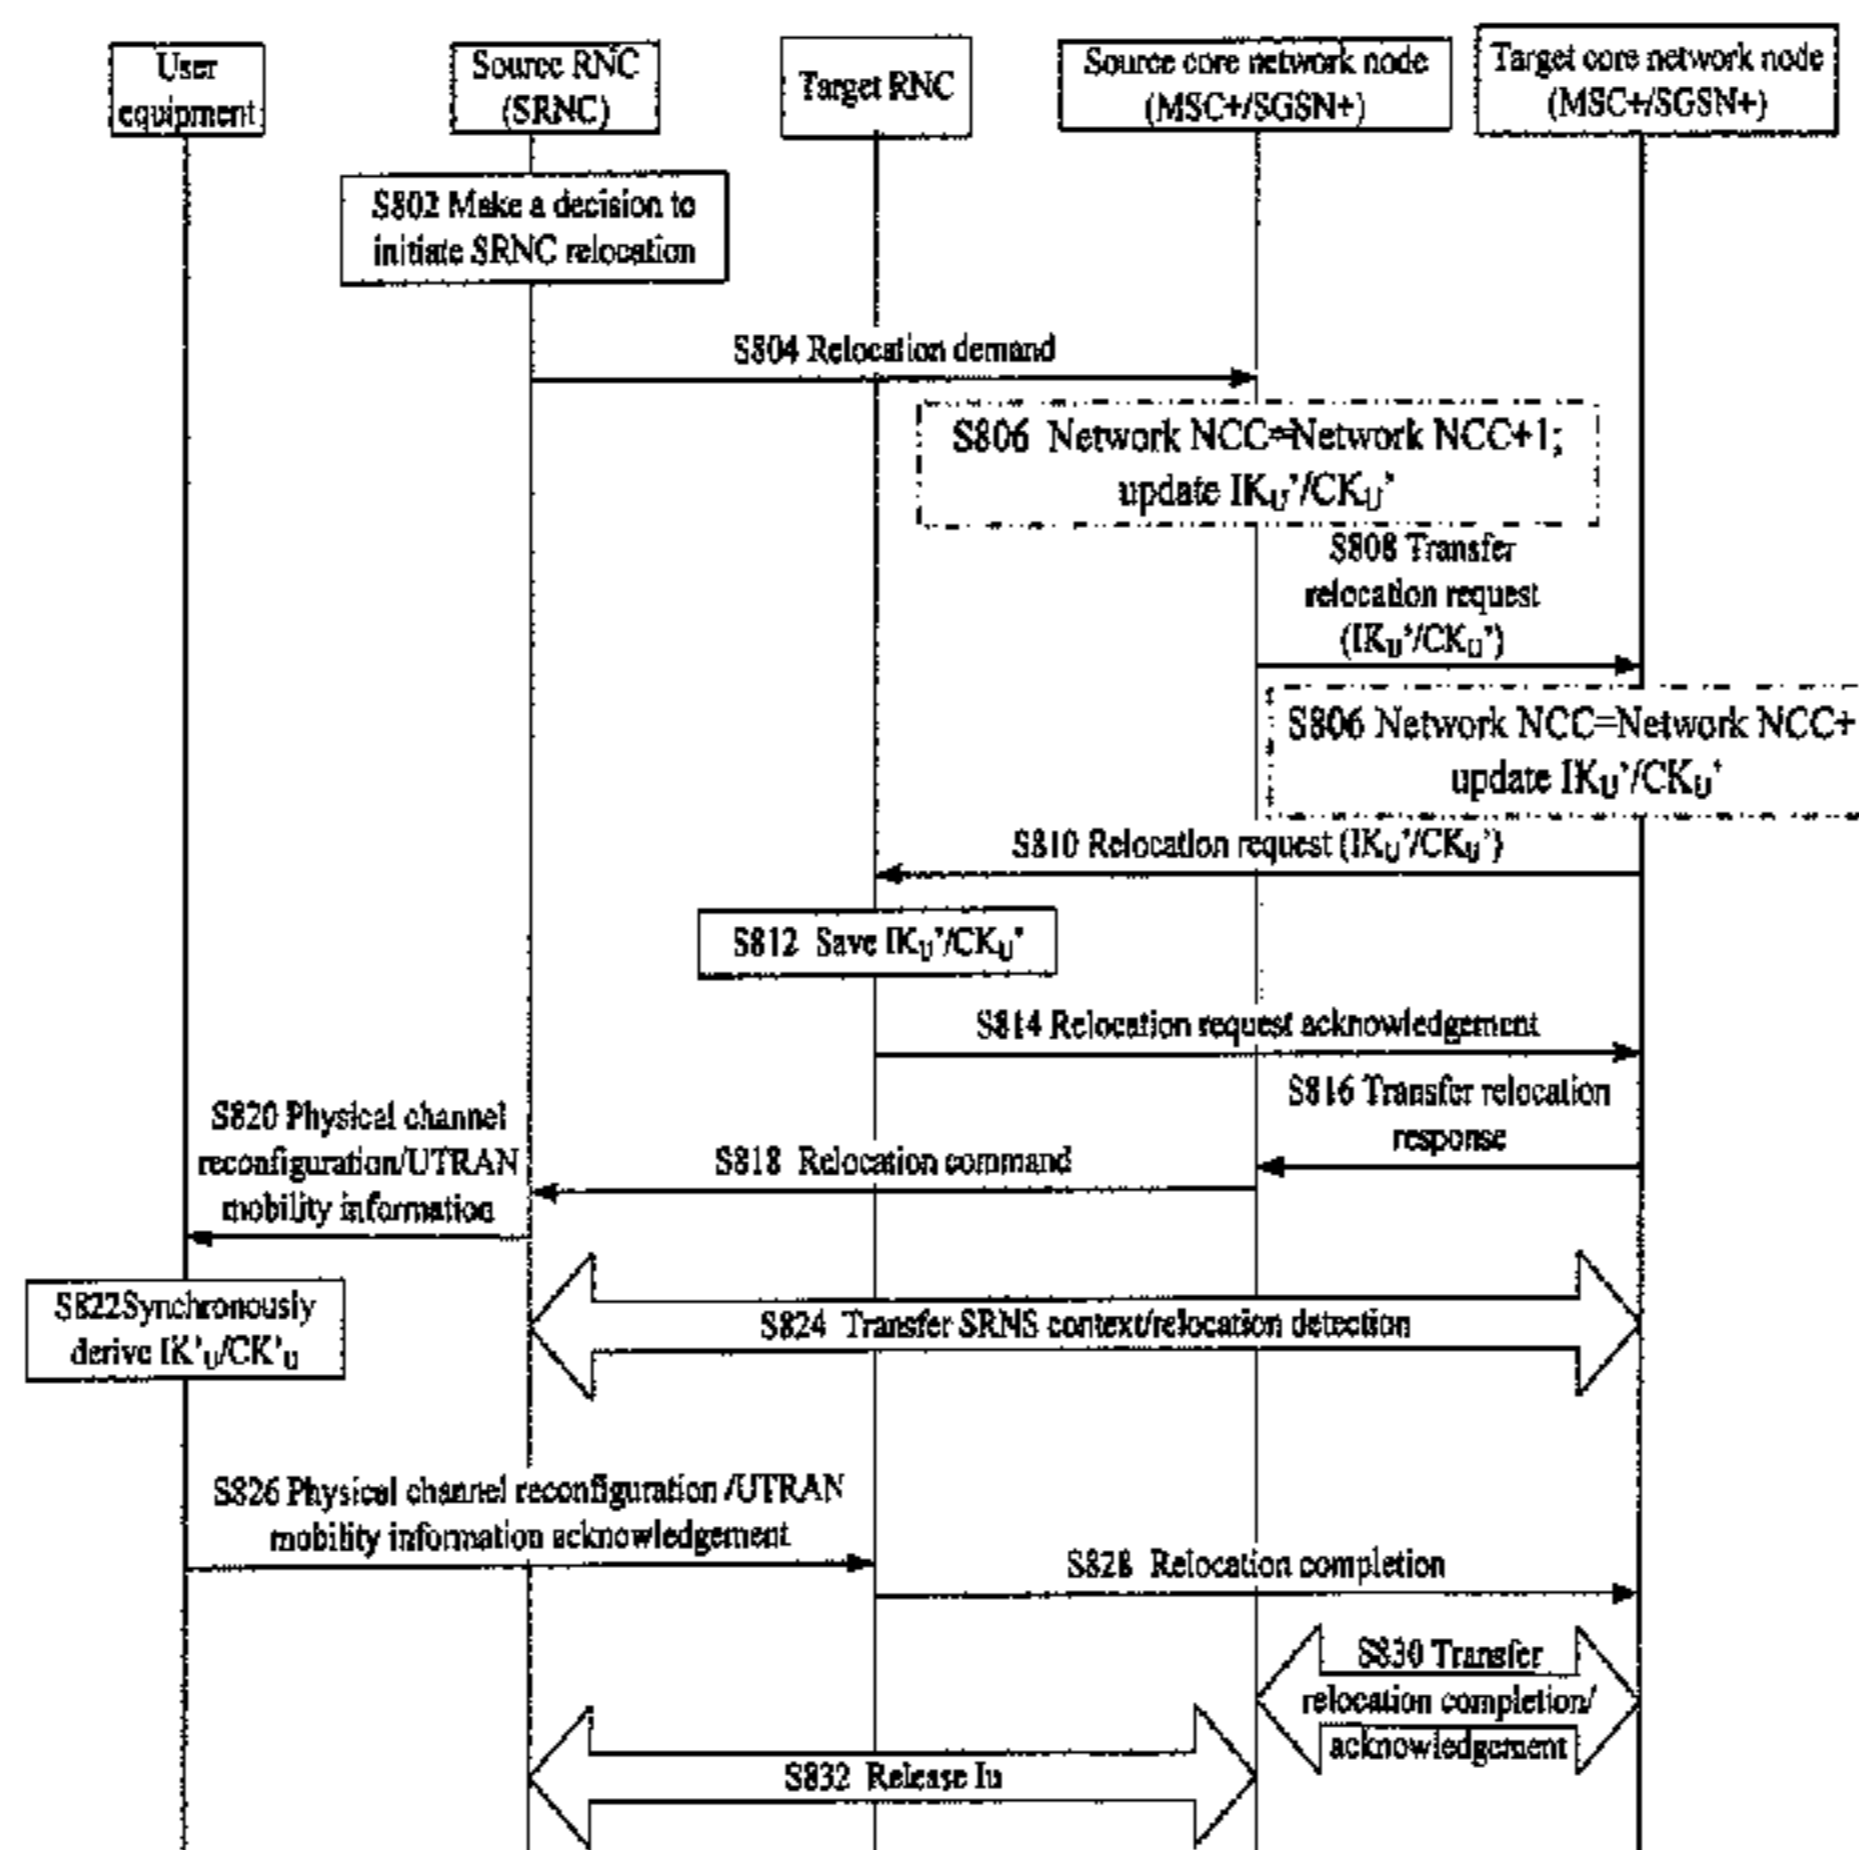 User
equipment
Source RNC
(SRNC)
Target RNC
Source core network node
(MSC+/SGSN+)
Target core network node
(MSC+/SGSN+)
S802 Make a decision to
initiate SRNC relocation
S804 Relocation demand
S806 Network NCC=Network NCC+1;
update IKU'/CKU'
S808 Transfer
relocation request
(IKU'/CKU')
S806 Network NCC=Network NCC+
update IKU'/CKU'
S810 Relocation request (IKU'/CKU')
S812 Save IKU'/CKU'
S814 Relocation request acknowledgement
S816 Transfer relocation
response
S818 Relocation command
S820 Physical channel
reconfiguration/UTRAN
mobility information
S822Synchronously
derive IK'U/CK'U
S824 Transfer SRNS context/relocation detection
S826 Physical channel reconfiguration /UTRAN
mobility information acknowledgement
S828 Relocation completion
S830 Transfer
relocation completion/
acknowledgement
S832 Release Iu